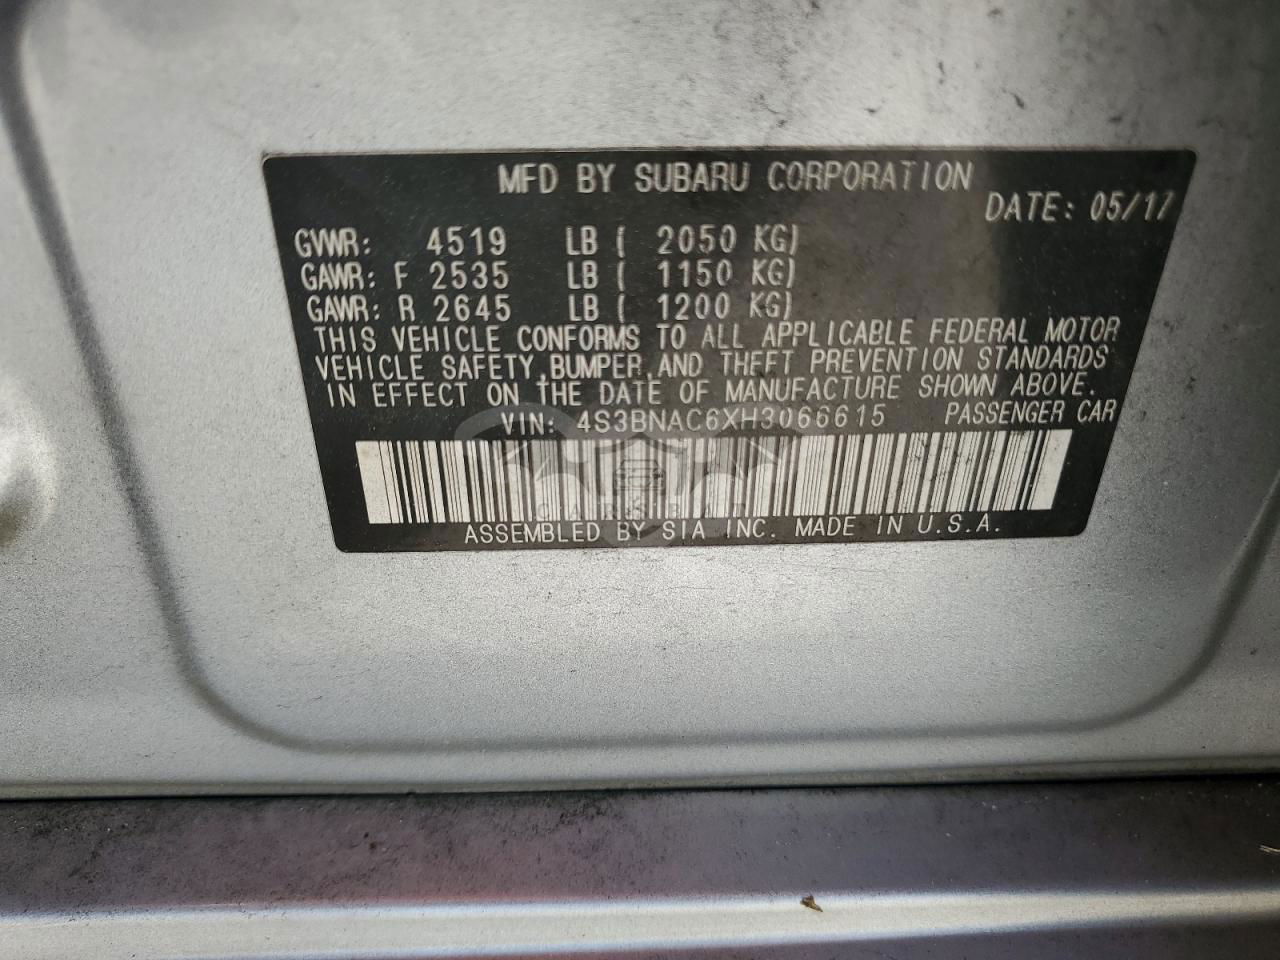 MFD BY SUBARU CORPORATION
DATE: 05/17
GVWR: 4519 LB ( 2050 KG)
GAWR: F 2535 LB ( 1150 KG)
GAWR: R 2645 LB ( 1200 KG)
THIS VEHICLE CONFORMS TO ALL APPLICABLE FEDERAL MOTOR
VEHICLE SAFETY, BUMPER, AND THEFT PREVENTION STANDARDS
IN EFFECT ON THE DATE OF MANUFACTURE SHOWN ABOVE.
VIN: 4S3BNAC6XH3066615 PASSENGER CAR
CARSBAT
ASSEMBLED BY SIA INC. MADE IN U.S.A.